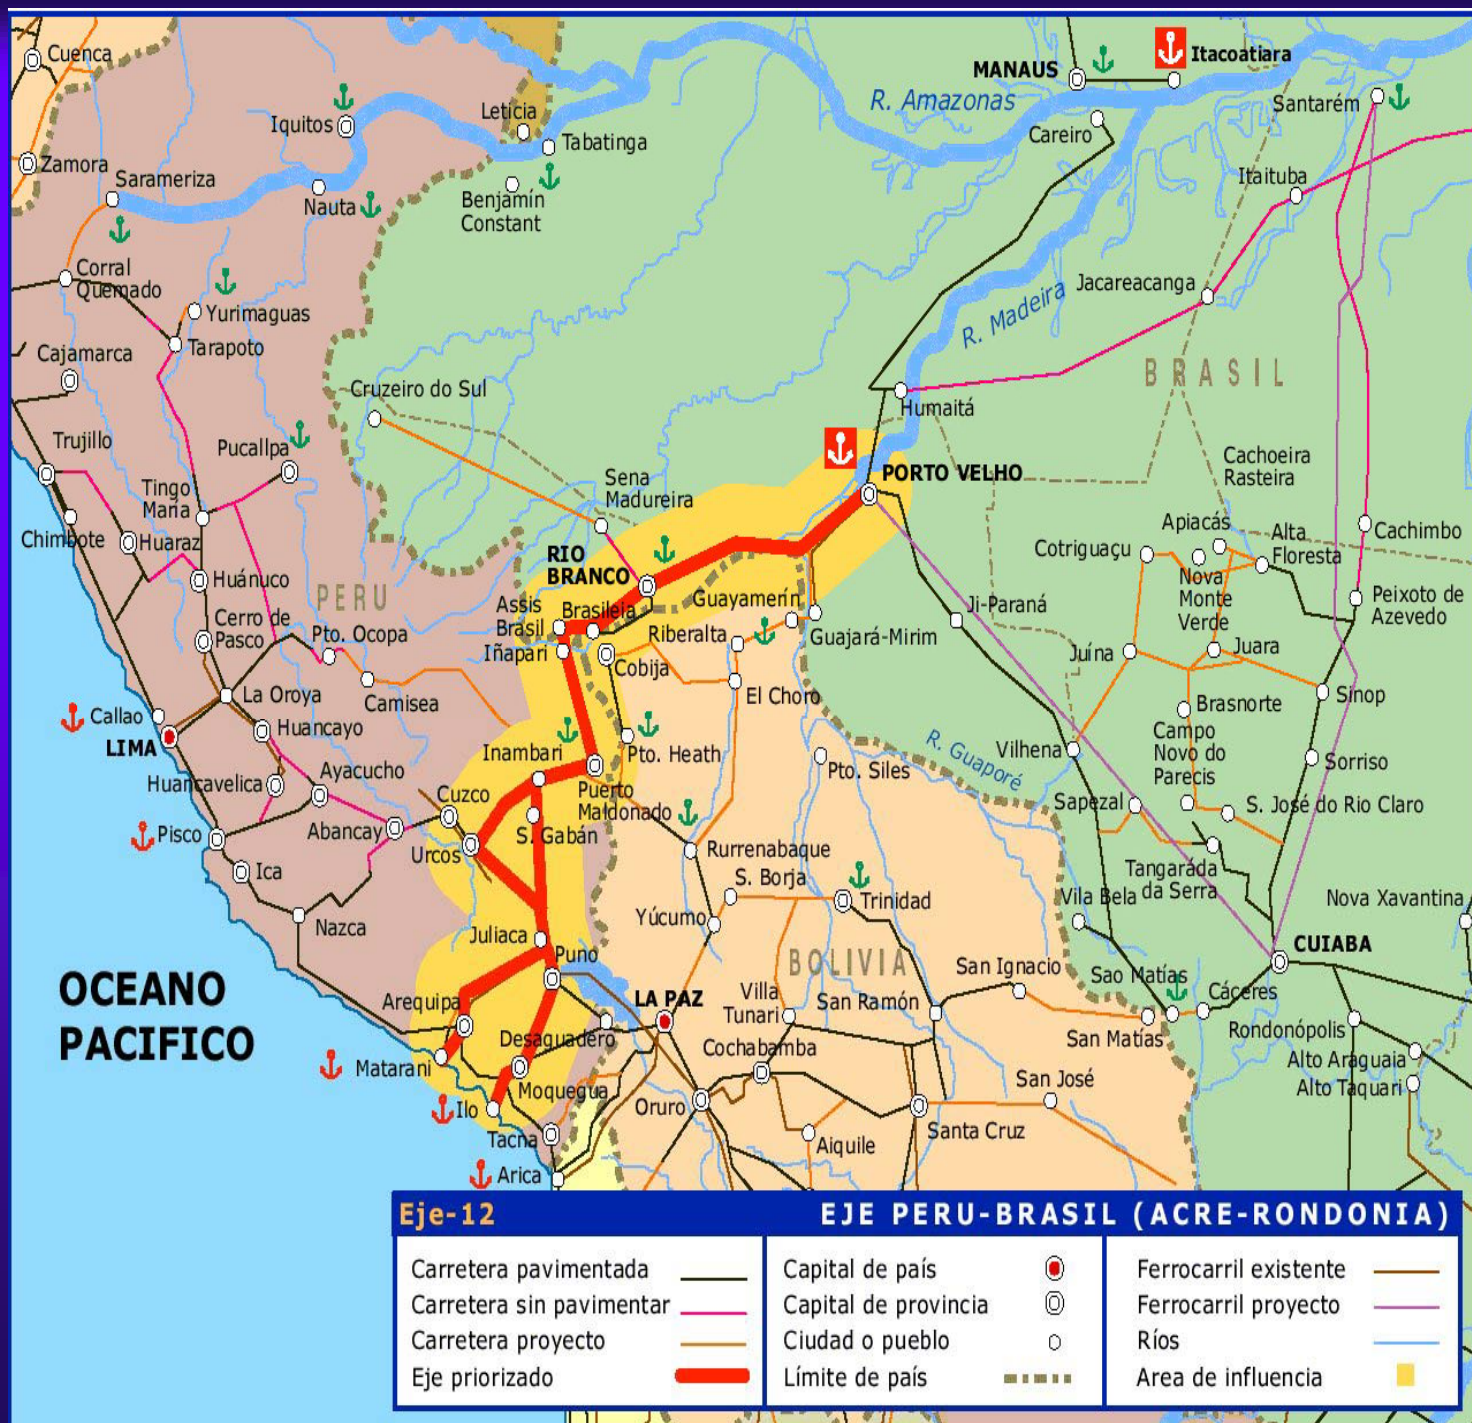 Cuenca
Zamora
Sarameriza
Iquitos
Nauta
Leticia
Tabatinga
Benjamín
Constant
R. Amazonas
MANAUS
Itacoatiara
Careiro
Santarém
Itaituba
Jacareacanga
R. Madeira
BRASIL
Corral
Quemado
Yurimaguas
Tarapoto
Cajamarca
Trujillo
Pucallpa
Cruzeiro do Sul
Humaitá
Chimbote
Tingo
María
Huaraz
Huánuco
PERU
Cerro de
Pasco
Pto. Ocopa
Camisea
Sena
Madureira
RIO
BRANCO
PORTO VELHO
Assis
Brasil
Brasileia
Iñapari
Cobija
Guayamerín
Riberalta
Guajará-Mirim
El Choro
Ji-Paraná
Cachoeira
Rasteira
Cotriguaçu
Apiacás
Alta
Floresta
Nova
Monte
Verde
Cachimbo
Peixoto de
Azevedo
Juína
Juara
Brasnorte
Sinop
Campo
Novo do
Parecis
Sorriso
Vilhena
R. Guaporé
Sapezal
S. José do Rio Claro
Tangaráda
da Serra
Vila Bela
Nova Xavantina
Callao
LIMA
La Oroya
Huancayo
Huancavelica
Ayacucho
Pisco
Ica
Abancay
Nazca
Cuzco
Urcos
Inambari
Puerto
Maldonado
S. Gabán
Pto. Heath
Pto. Siles
Rurrenabaque
S. Borja
Yúcumo
Trinidad
Juliaca
Puno
BOLIVIA
LA PAZ
Villa
Tunari
San Ramón
San Ignacio
Sao Matías
Cáceres
CUIABA
San Matías
Rondonópolis
Alto Araguaia
Alto Taquari
OCEANO
PACIFICO
Arequipa
Matarani
Desaguadero
Moquegua
Ilo
Tacna
Arica
Cochabamba
Oruro
Aiquile
San José
Santa Cruz
Eje-12
EJE PERU-BRASIL (ACRE-RONDONIA)
Carretera pavimentada
Carretera sin pavimentar
Carretera proyecto
Eje priorizado
Capital de país
Capital de provincia
Ciudad o pueblo
Límite de país
Ferrocarril existente
Ferrocarril proyecto
Ríos
Area de influencia